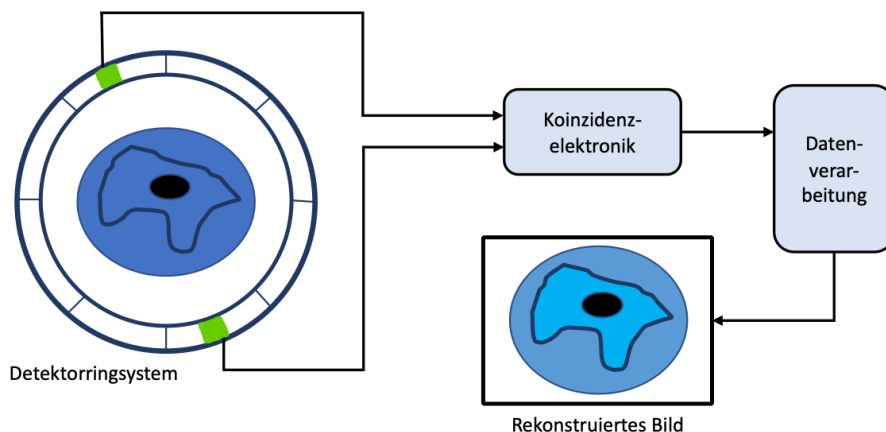 Koinzidenz-
elektronik
Daten-
verar-
beitung
Detektorringsystem
Rekonstruiertes Bild